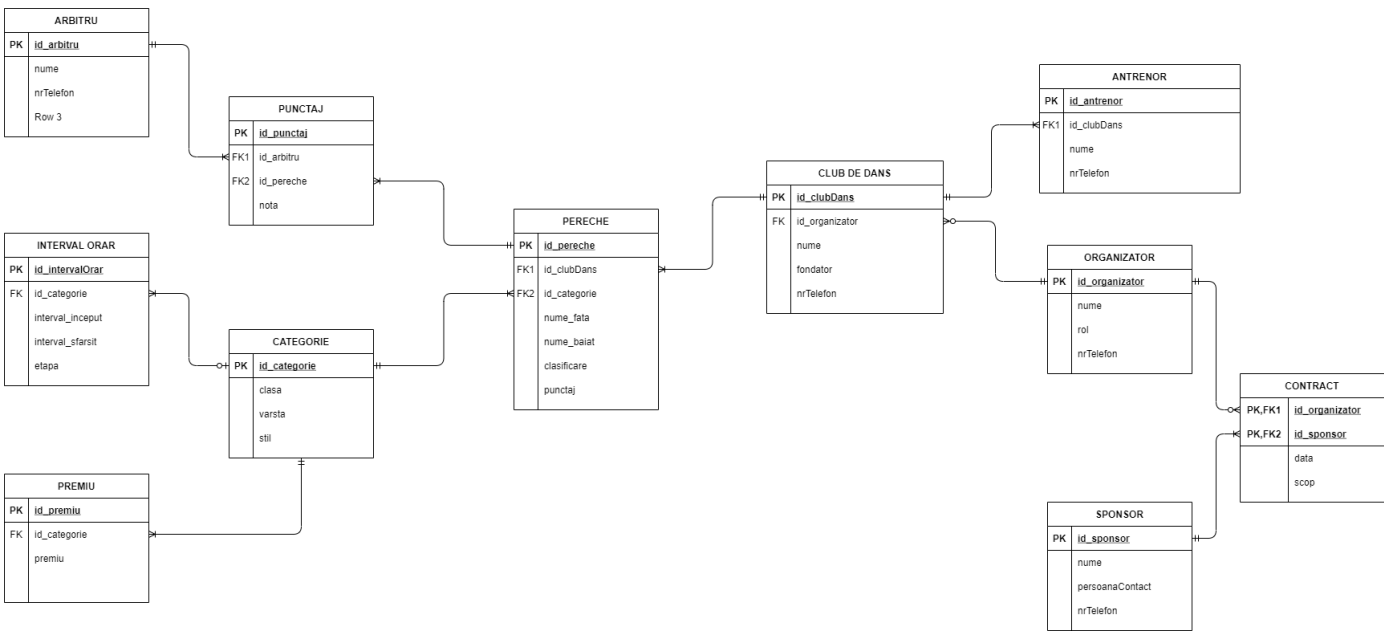 ARBITRU
PK id_arbitru
nume
nrTelefon
Row 3
PUNCTAJ
PK id_punctaj
FK1 id_arbitru
FK2 id_pereche
nota
INTERVAL ORAR
PK id_intervalOrar
FK id_categorie
interval_inceput
interval_sfarsit
etapa
CATEGORIE
PK id_categorie
clasa
varsta
stil
PREMIU
PK id_premiu
FK id_categorie
premiu
PERECHE
PK id_pereche
FK1 id_clubDans
FK2 id_categorie
nume_fata
nume_baiat
clasificare
punctaj
CLUB DE DANS
PK id_clubDans
FK id_organizator
nume
fondator
nrTelefon
ANTRENOR
PK id_antrenor
FK1 id_clubDans
nume
nrTelefon
ORGANIZATOR
PK id_organizator
nume
rol
nrTelefon
CONTRACT
PK,FK1 id_organizator
PK,FK2 id_sponsor
data
scop
SPONSOR
PK id_sponsor
nume
persoanaContact
nrTelefon